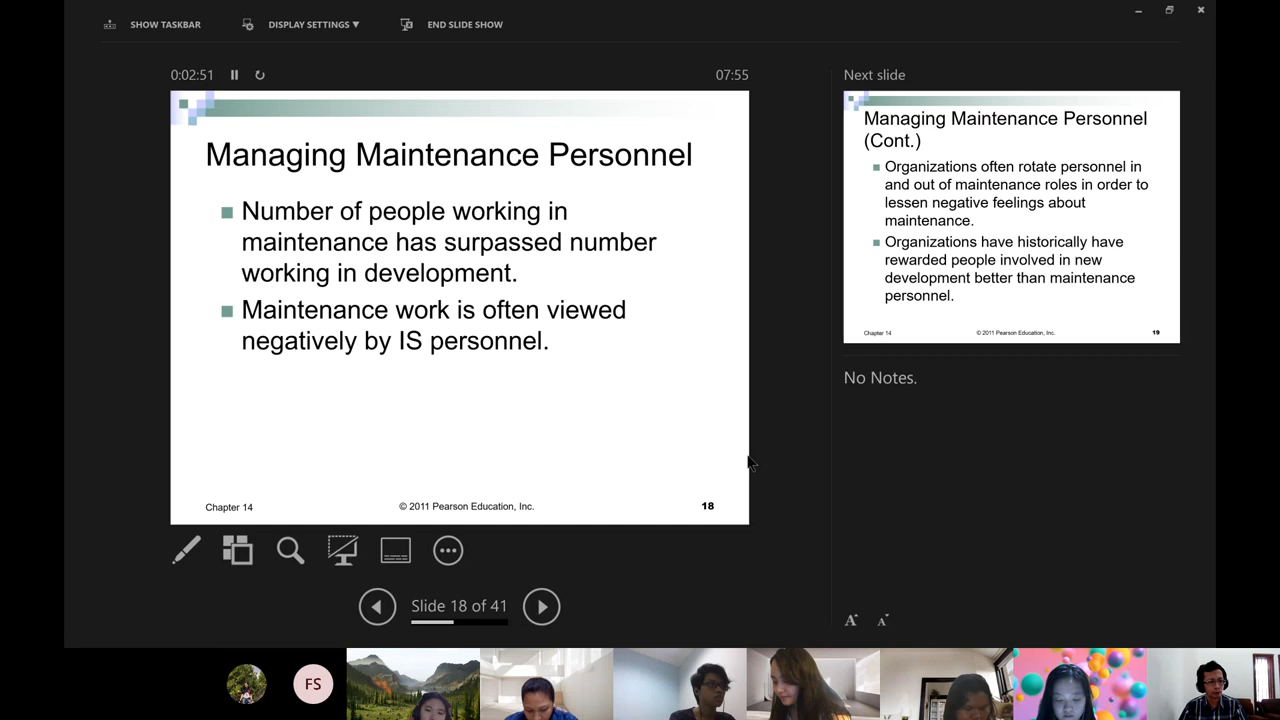 SHOW TASKBAR
DISPLAY SETTINGS ▼
END SLIDE SHOW
0:02:51
07:55
Managing Maintenance Personnel
Number of people working in
maintenance has surpassed number
working in development.
Maintenance work is often viewed
negatively by IS personnel.
Chapter 14
© 2011 Pearson Education, Inc.
18
Slide 18 of 41
Next slide
Managing Maintenance Personnel
(Cont.)
Organizations often rotate personnel in
and out of maintenance roles in order to
lessen negative feelings about
maintenance.
Organizations have historically have
rewarded people involved in new
development better than maintenance
personnel.
Chapter 14
© 2011 Pearson Education, Inc.
19
No Notes.
A
A
FS